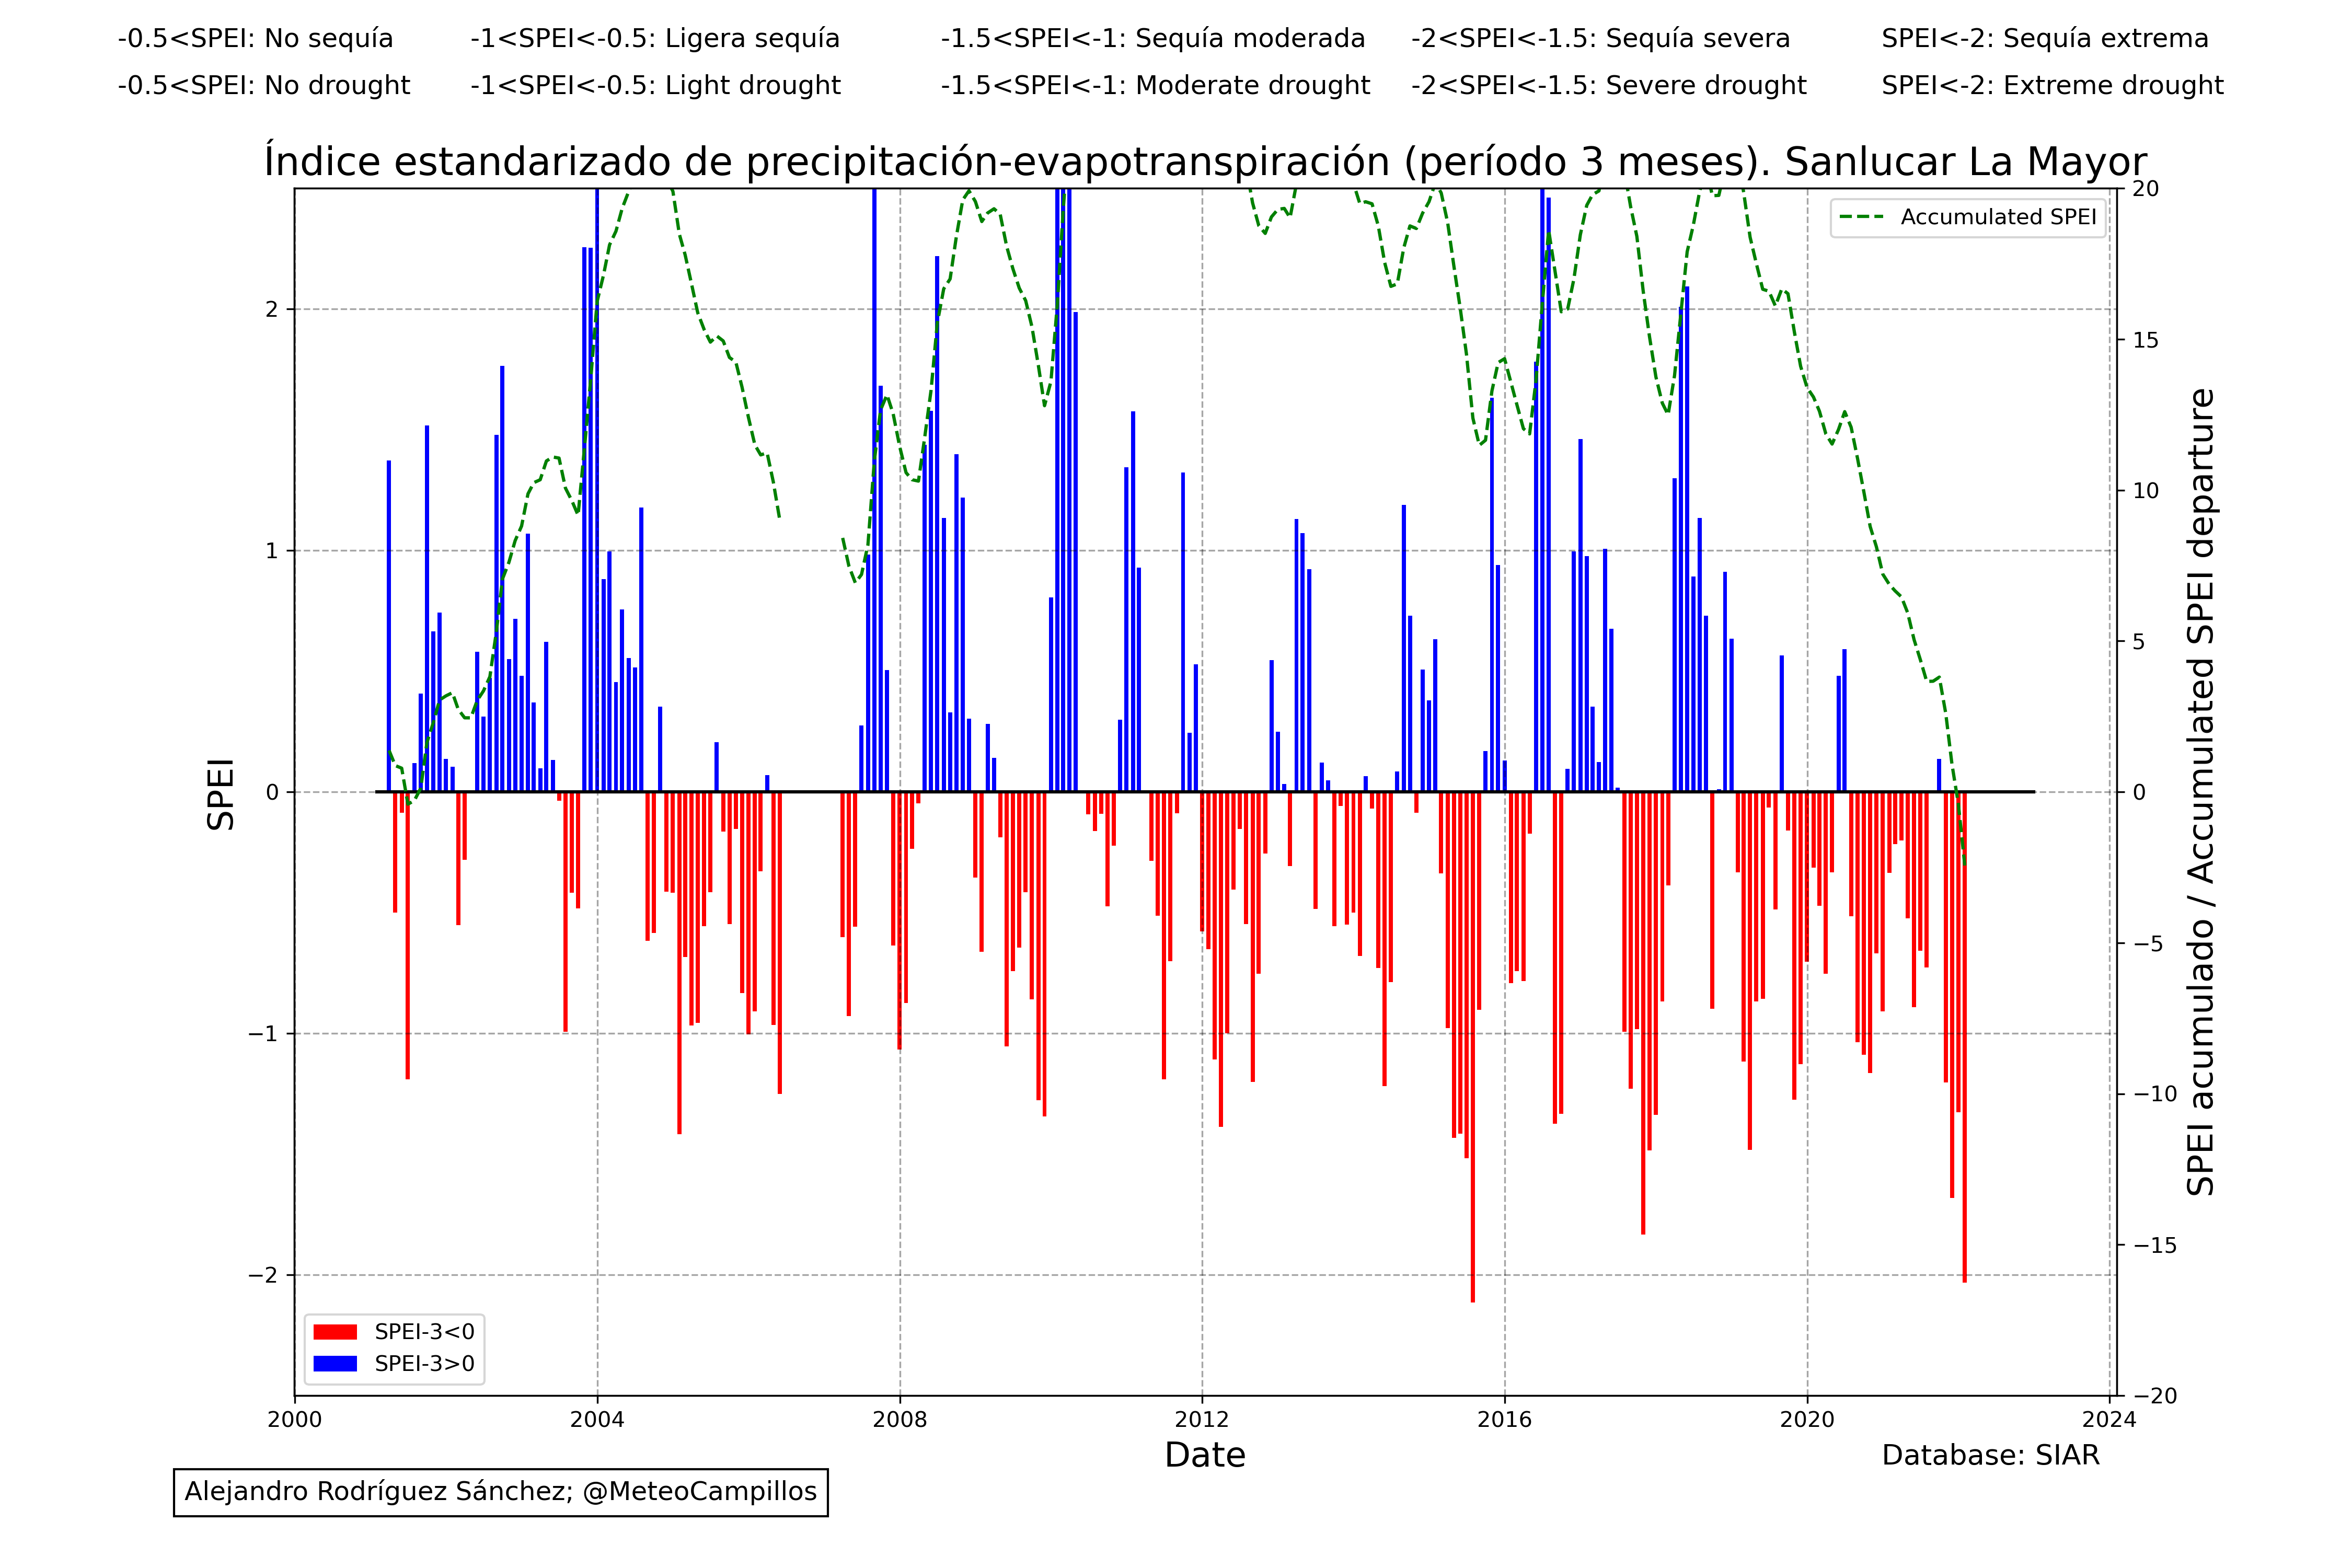 -0.5<SPEI: No sequía -1<SPEI<-0.5: Ligera sequía -1.5<SPEI<-1: Sequía moderada -2<SPEI<-1.5: Sequía severa SPEI<-2: Sequía extrema
-0.5<SPEI: No drought -1<SPEI<-0.5: Light drought -1.5<SPEI<-1: Moderate drought -2<SPEI<-1.5: Severe drought SPEI<-2: Extreme drought
Índice estandarizado de precipitación-evapotranspiración (período 3 meses). Sanlucar La Mayor
Accumulated SPEI
SPEI
2
1
0
−1
−2
20
15
10
5
0
−5
−10
−15
−20
SPEI acumulado / Accumulated SPEI departure
SPEI-3<0
SPEI-3>0
2000 2004 2008 2012 2016 2020 2024
Date
Database: SIAR
Alejandro Rodríguez Sánchez; @MeteoCampillos